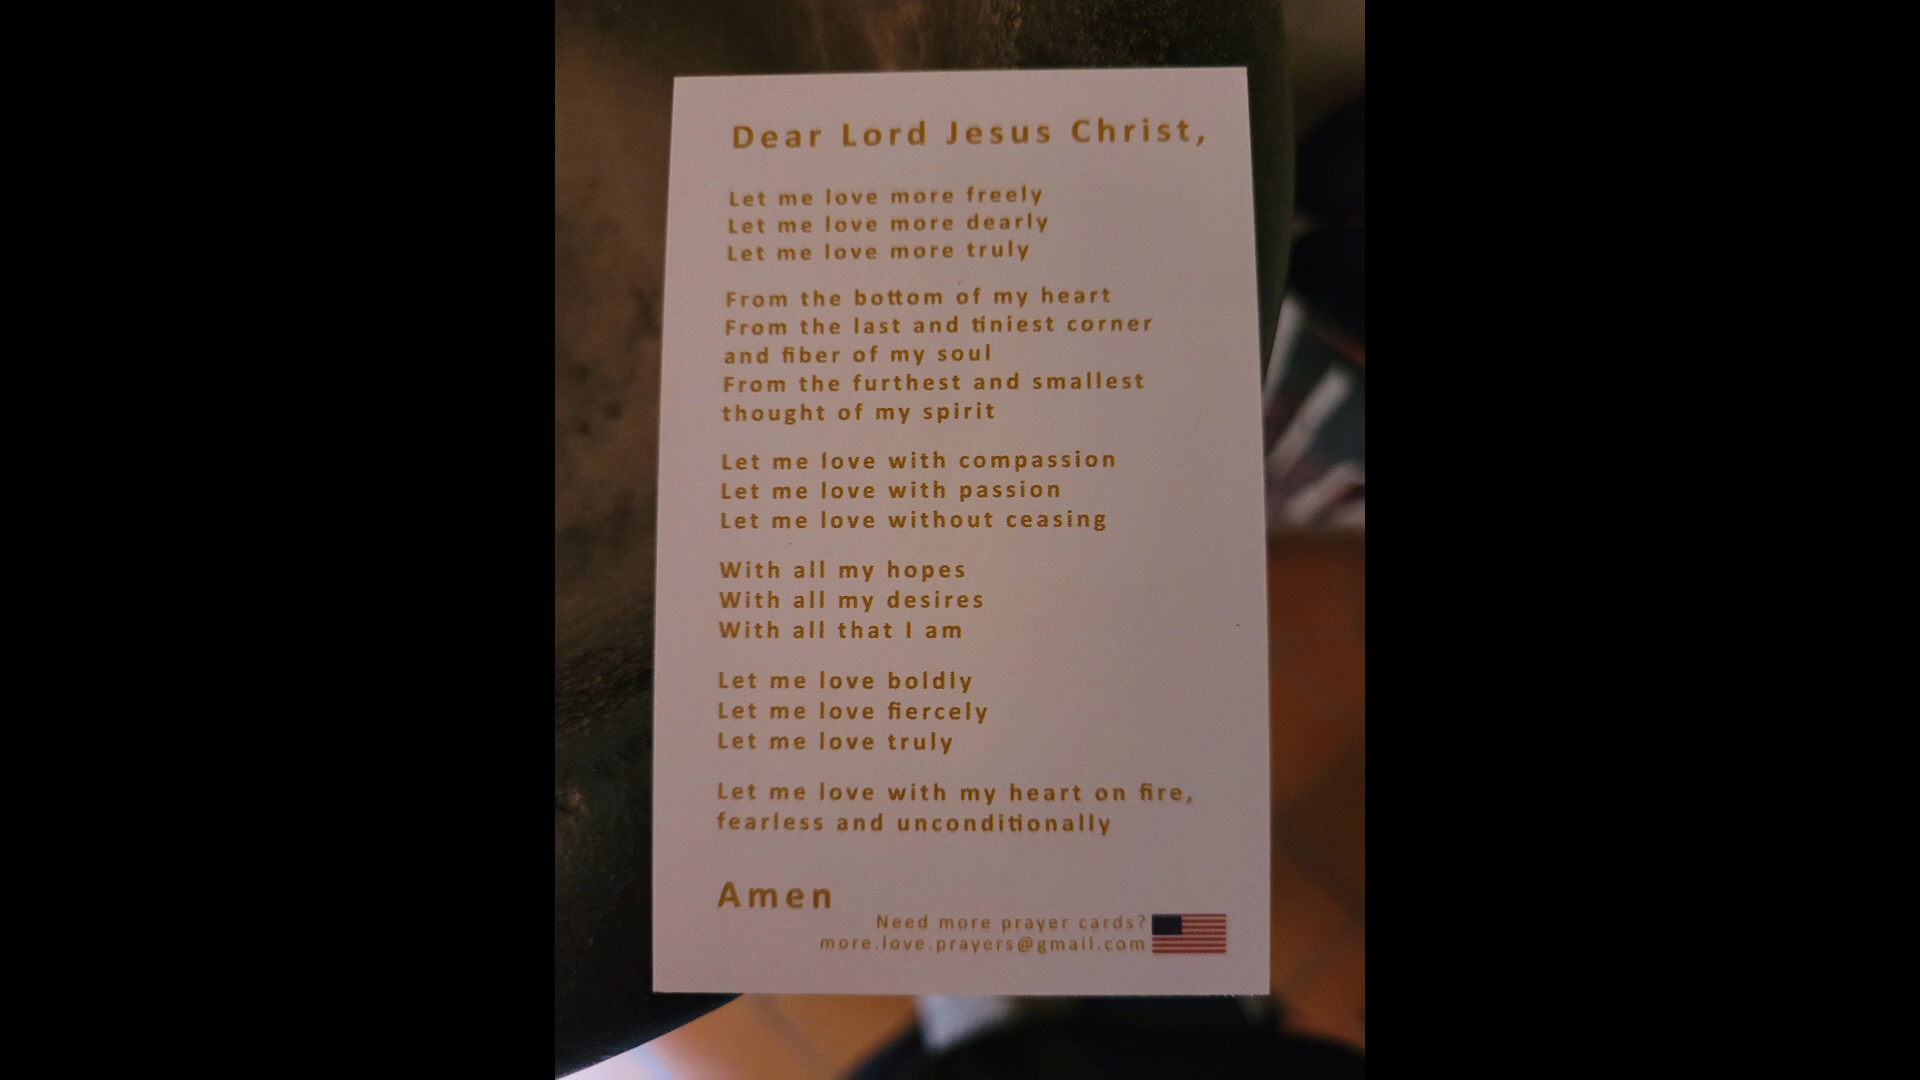 Dear Lord Jesus Christ,
Let me love more freely
Let me love more dearly
Let me love more truly
From the bottom of my heart
From the last and tiniest corner
and fiber of my soul
From the furthest and smallest
thought of my spirit
Let me love with compassion
Let me love with passion
Let me love without ceasing
With all my hopes
With all my desires
With all that I am
Let me love boldly
Let me love fiercely
Let me love truly
Let me love with my heart on fire,
fearless and unconditionally
Amen
Need more prayer cards?
more.love.prayers@gmail.com